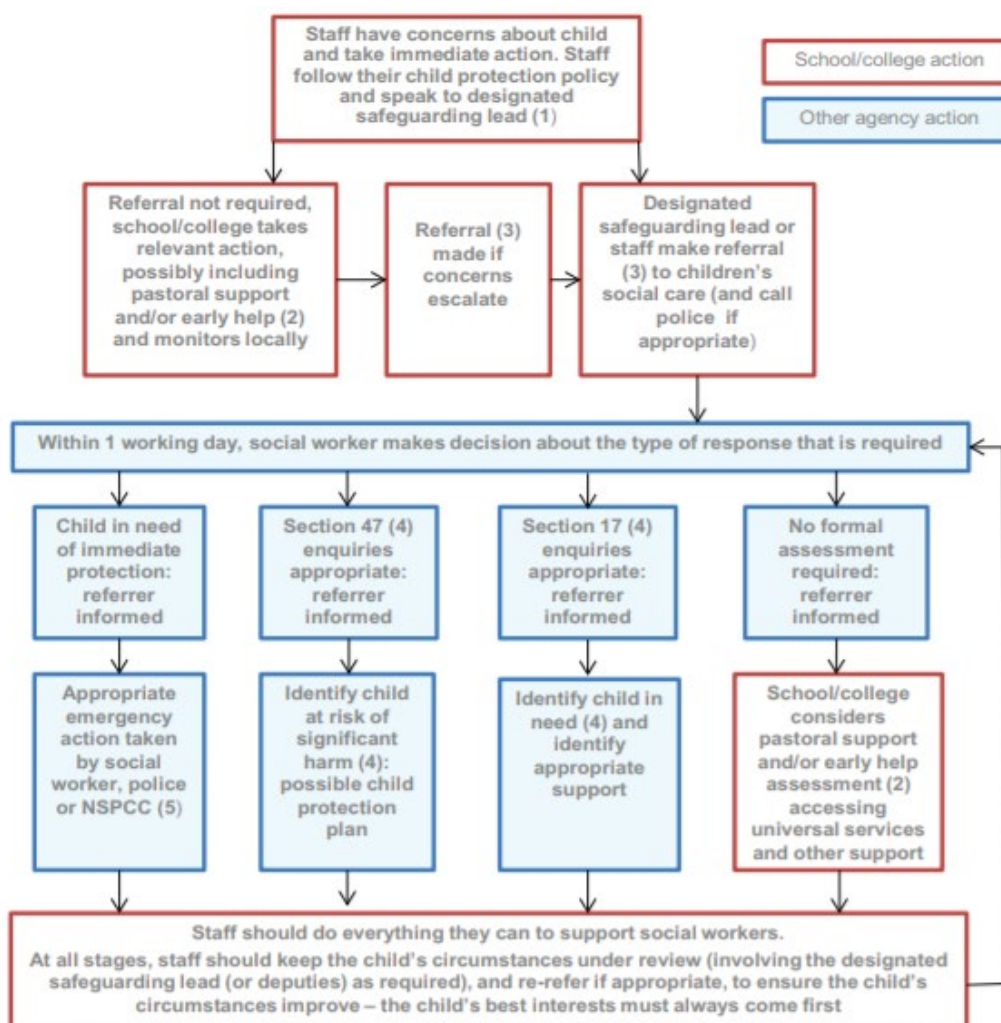 Staff have concerns about child
and take immediate action. Staff
follow their child protection policy
and speak to designated
safeguarding lead (1)
School/college action
Other agency action
Referral not required,
school/college takes
relevant action,
possibly including
pastoral support
and/or early help (2)
and monitors locally
Referral (3)
made if
concerns
escalate
Designated
safeguarding lead or
staff make referral
(3) to children's
social care (and call
police if
appropriate)
Within 1 working day, social worker makes decision about the type of response that is required
Child in need
of immediate
protection:
referrer
informed
Section 47 (4)
enquiries
appropriate:
referrer
informed
Section 17 (4)
enquiries
appropriate:
referrer
informed
No formal
assessment
required:
referrer
informed
Appropriate
emergency
action taken
by social
worker, police
or NSPCC (5)
Identify child
at risk of
significant
harm (4):
possible child
protection
plan
Identify child in
need (4) and
identify
appropriate
support
School/college
considers
pastoral support
and/or early help
assessment (2)
accessing
universal services
and other support
Staff should do everything they can to support social workers.
At all stages, staff should keep the child's circumstances under review (involving the designated
safeguarding lead (or deputies) as required), and re-refer if appropriate, to ensure the child's
circumstances improve – the child's best interests must always come first